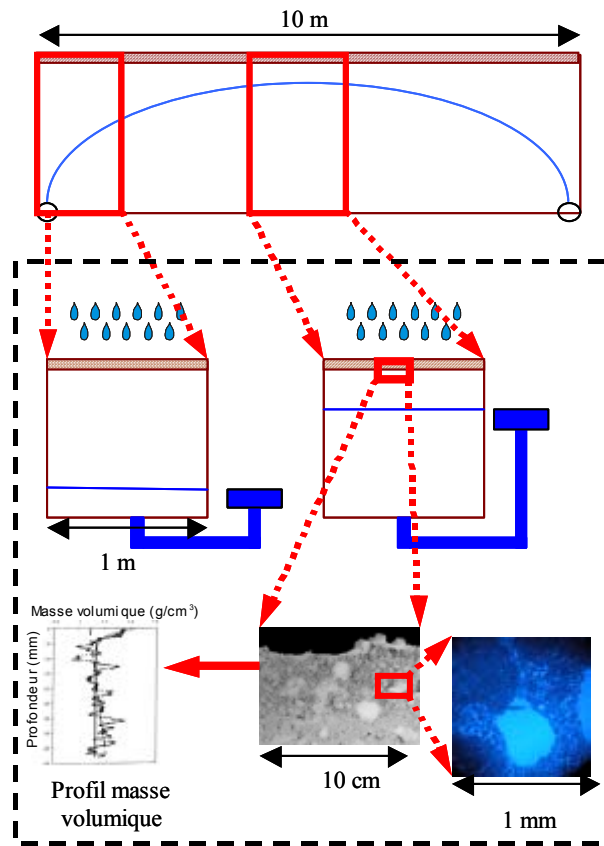 10 m
1 m
Masse volumique (g/cm³)
Profondeur (mm)
Profil masse
volumique
10 cm
1 mm